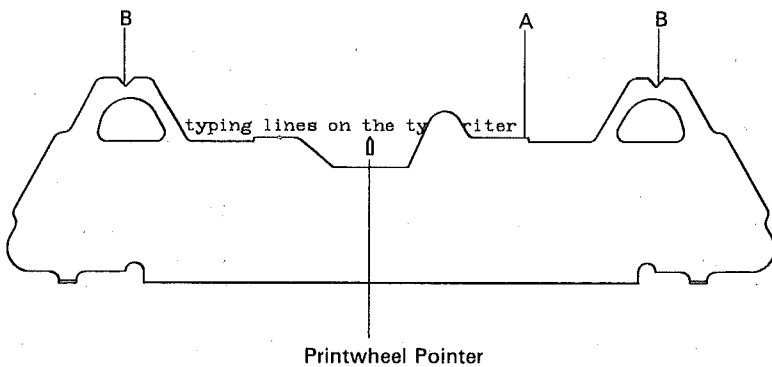 B A B
typing lines on the ty riter
Printwheel Pointer